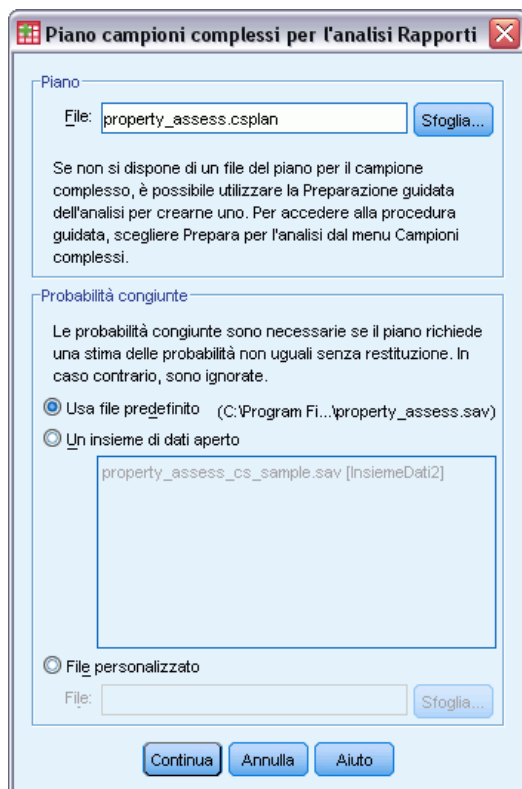 Piano campioni complessi per l'analisi Rapporti
Piano
File: property_assess.csplan Sfoglia...
Se non si dispone di un file del piano per il campione
complesso, è possibile utilizzare la Preparazione guidata
dell'analisi per crearne uno. Per accedere alla procedura
guidata, scegliere Prepara per l'analisi dal menu Campioni
complessi.
Probabilità congiunte
Le probabilità congiunte sono necessarie se il piano richiede
una stima delle probabilità non uguali senza restituzione. In
caso contrario, sono ignorate.
Usa file predefinito (C:\Program Fi...\property_assess.sav)
Un insieme di dati aperto
property_assess_cs_sample.sav [InsiemeDati2]
File personalizzato
File: Sfoglia...
Continua Annulla Aiuto